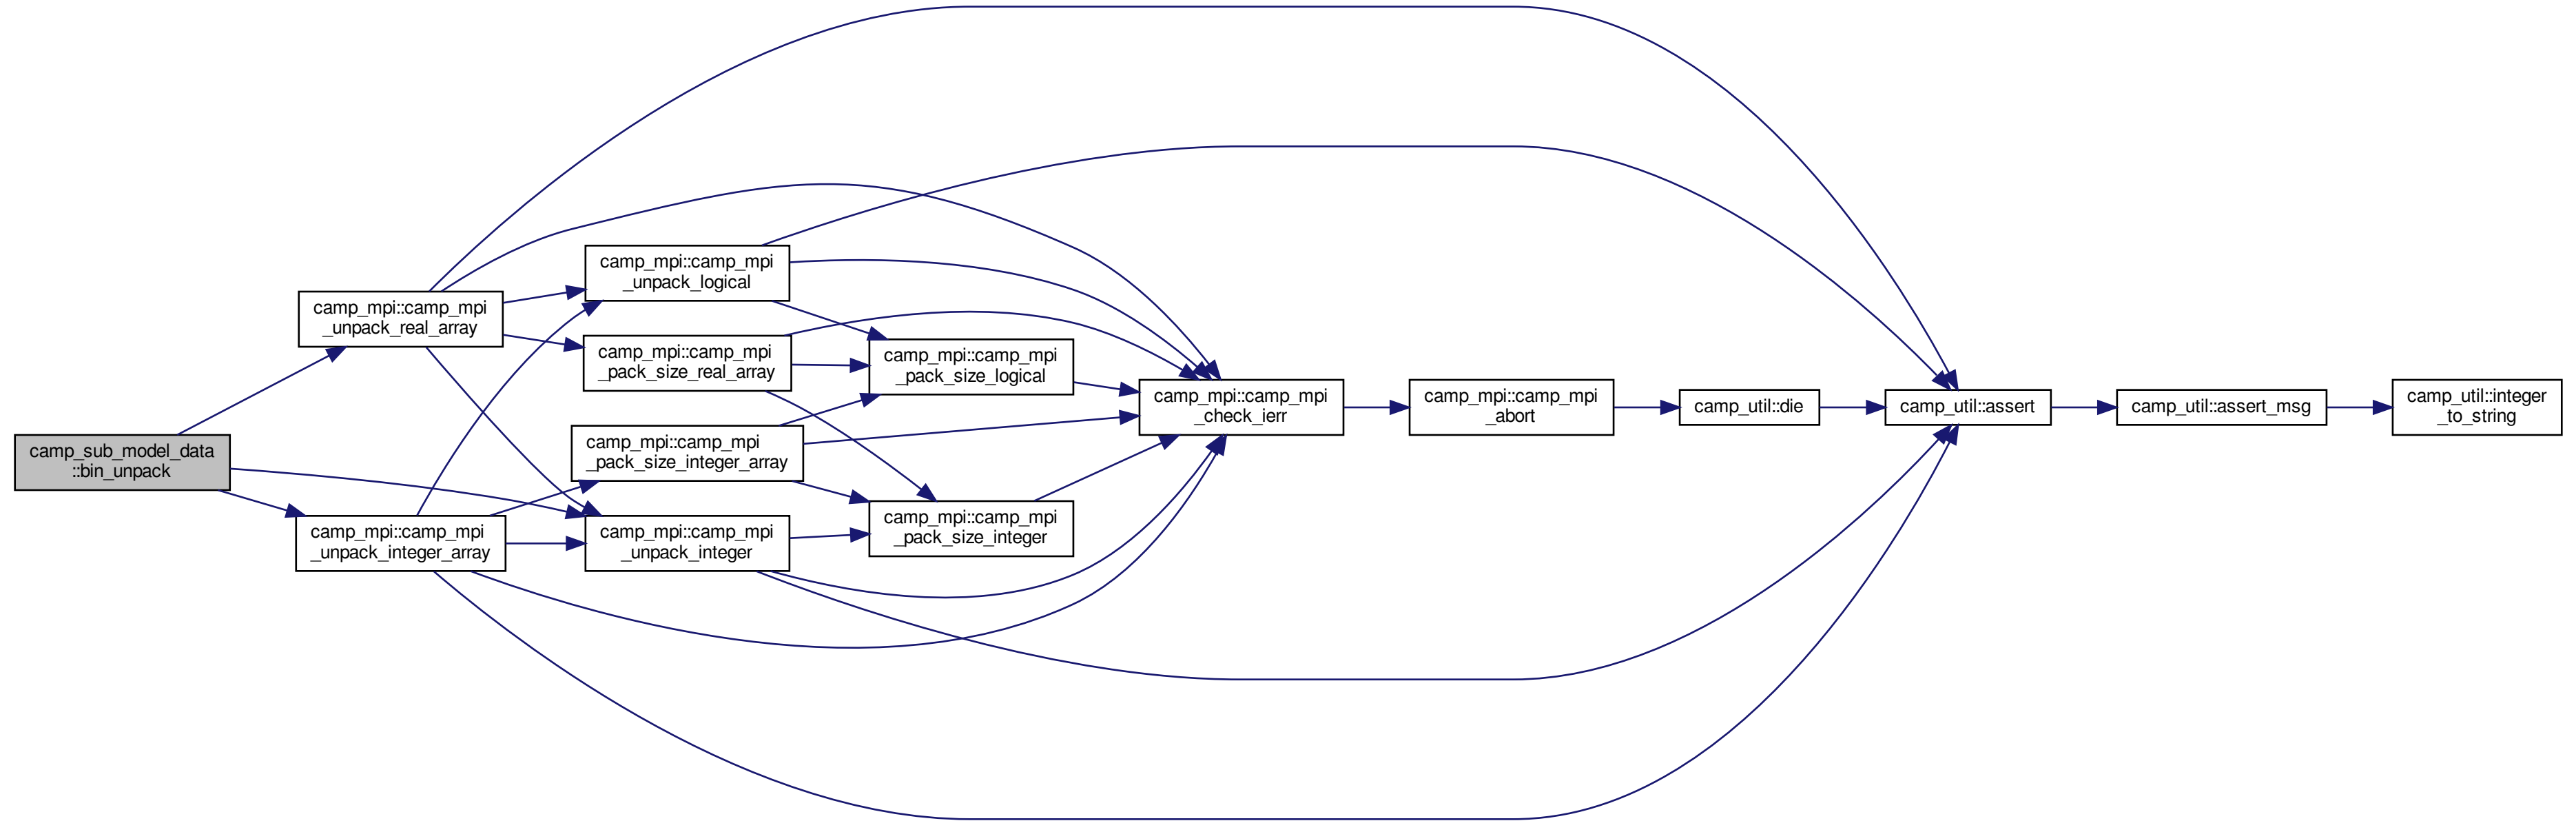 camp_sub_model_data
::bin_unpack
camp_mpi::camp_mpi
_unpack_real_array
camp_mpi::camp_mpi
_unpack_integer_array
camp_mpi::camp_mpi
_unpack_logical
camp_mpi::camp_mpi
_pack_size_real_array
camp_mpi::camp_mpi
_pack_size_integer_array
camp_mpi::camp_mpi
_unpack_integer
camp_mpi::camp_mpi
_pack_size_logical
camp_mpi::camp_mpi
_pack_size_integer
camp_mpi::camp_mpi
_check_ierr
camp_mpi::camp_mpi
_abort
camp_util::die
camp_util::assert
camp_util::assert_msg
camp_util::integer
_to_string